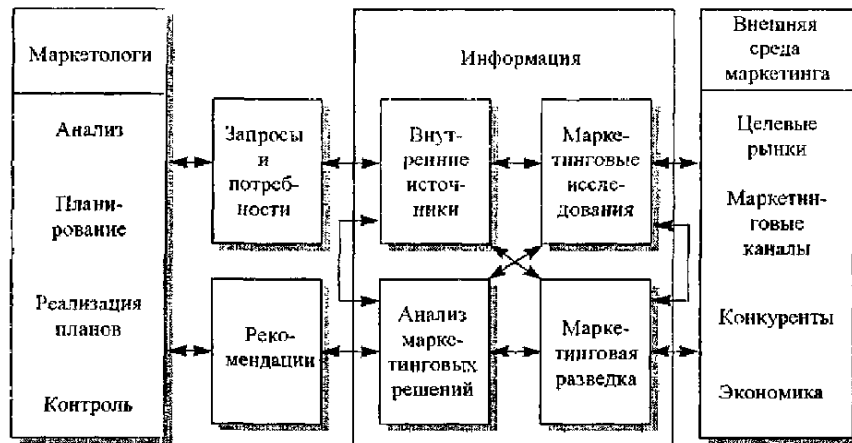 Маркетологи
Анализ
Плани-
рование
Реализация
планов
Контроль
Запросы
и
потреб-
ности
Реко-
мендации
Информация
Внут-
ренние
источ-
ники
Марке-
тинговые
иссле-
дования
Анализ
марке-
тинговых
решений
Марке-
тинговая
разведка
Внешняя
среда
маркетинга
Целевые
рынки
Маркетин-
говые
каналы
Конкуренты
Экономика